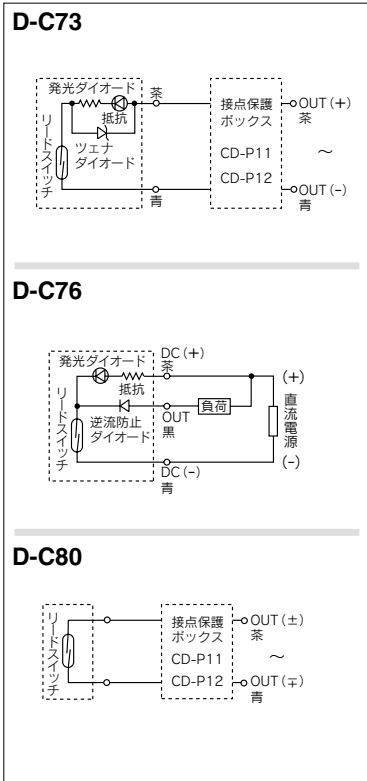 D-C73
発光ダイオード
抵抗
ツェナ
ダイオード
リードスイッチ
茶
青
接点保護
ボックス
CD-P11
CD-P12
OUT (+)
茶
～
OUT (-)
青
D-C76
発光ダイオード
抵抗
逆流防止
ダイオード
リードスイッチ
DC (+)
茶
OUT
黒
負荷
DC (-)
青
(+)
直流電源
(-)
D-C80
リードスイッチ
接点保護
ボックス
CD-P11
CD-P12
OUT (±)
茶
～
OUT (∓)
青